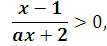 x − 1 / ax + 2 > 0,